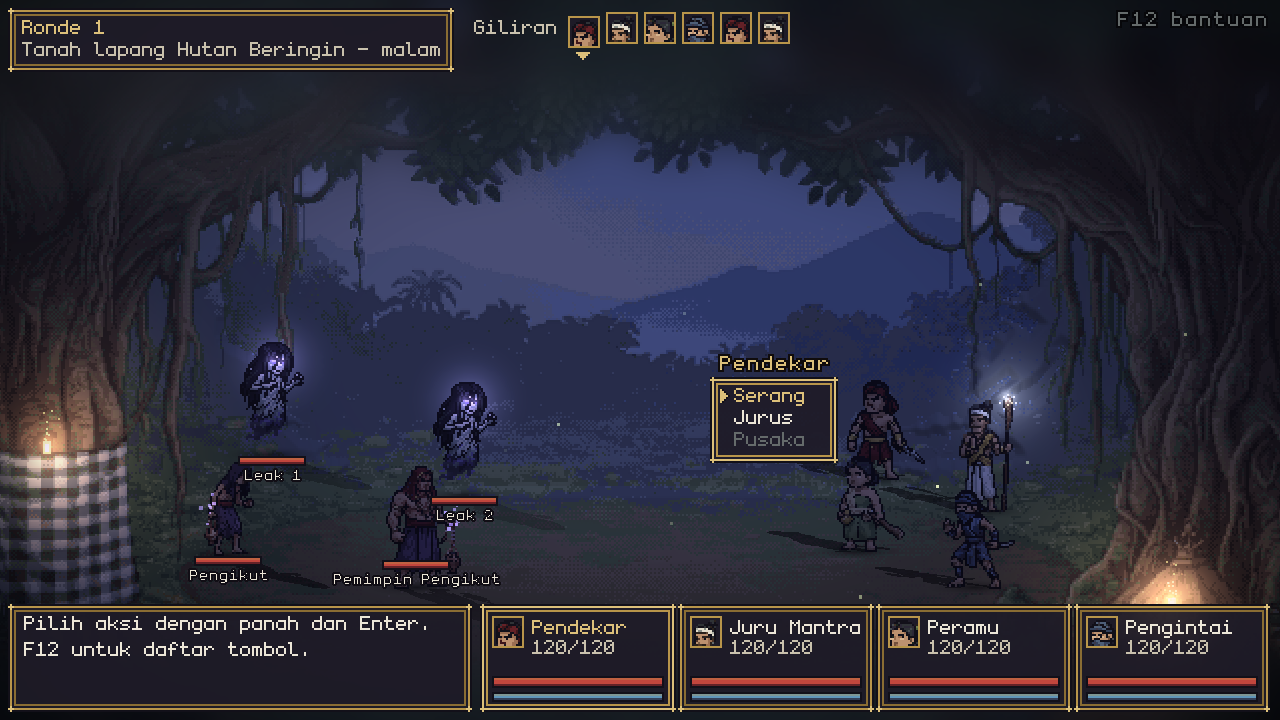 Ronde 1
Tanah lapang Hutan Beringin - malam
Giliran
F12 bantuan
Pendekar
Serang
Jurus
Pusaka
Leak 1
Leak 2
Pengikut
Pemimpin Pengikut
Pilih aksi dengan panah dan Enter.
F12 untuk daftar tombol.
Pendekar
120/120
Juru Mantra
120/120
Peramu
120/120
Pengintai
120/120